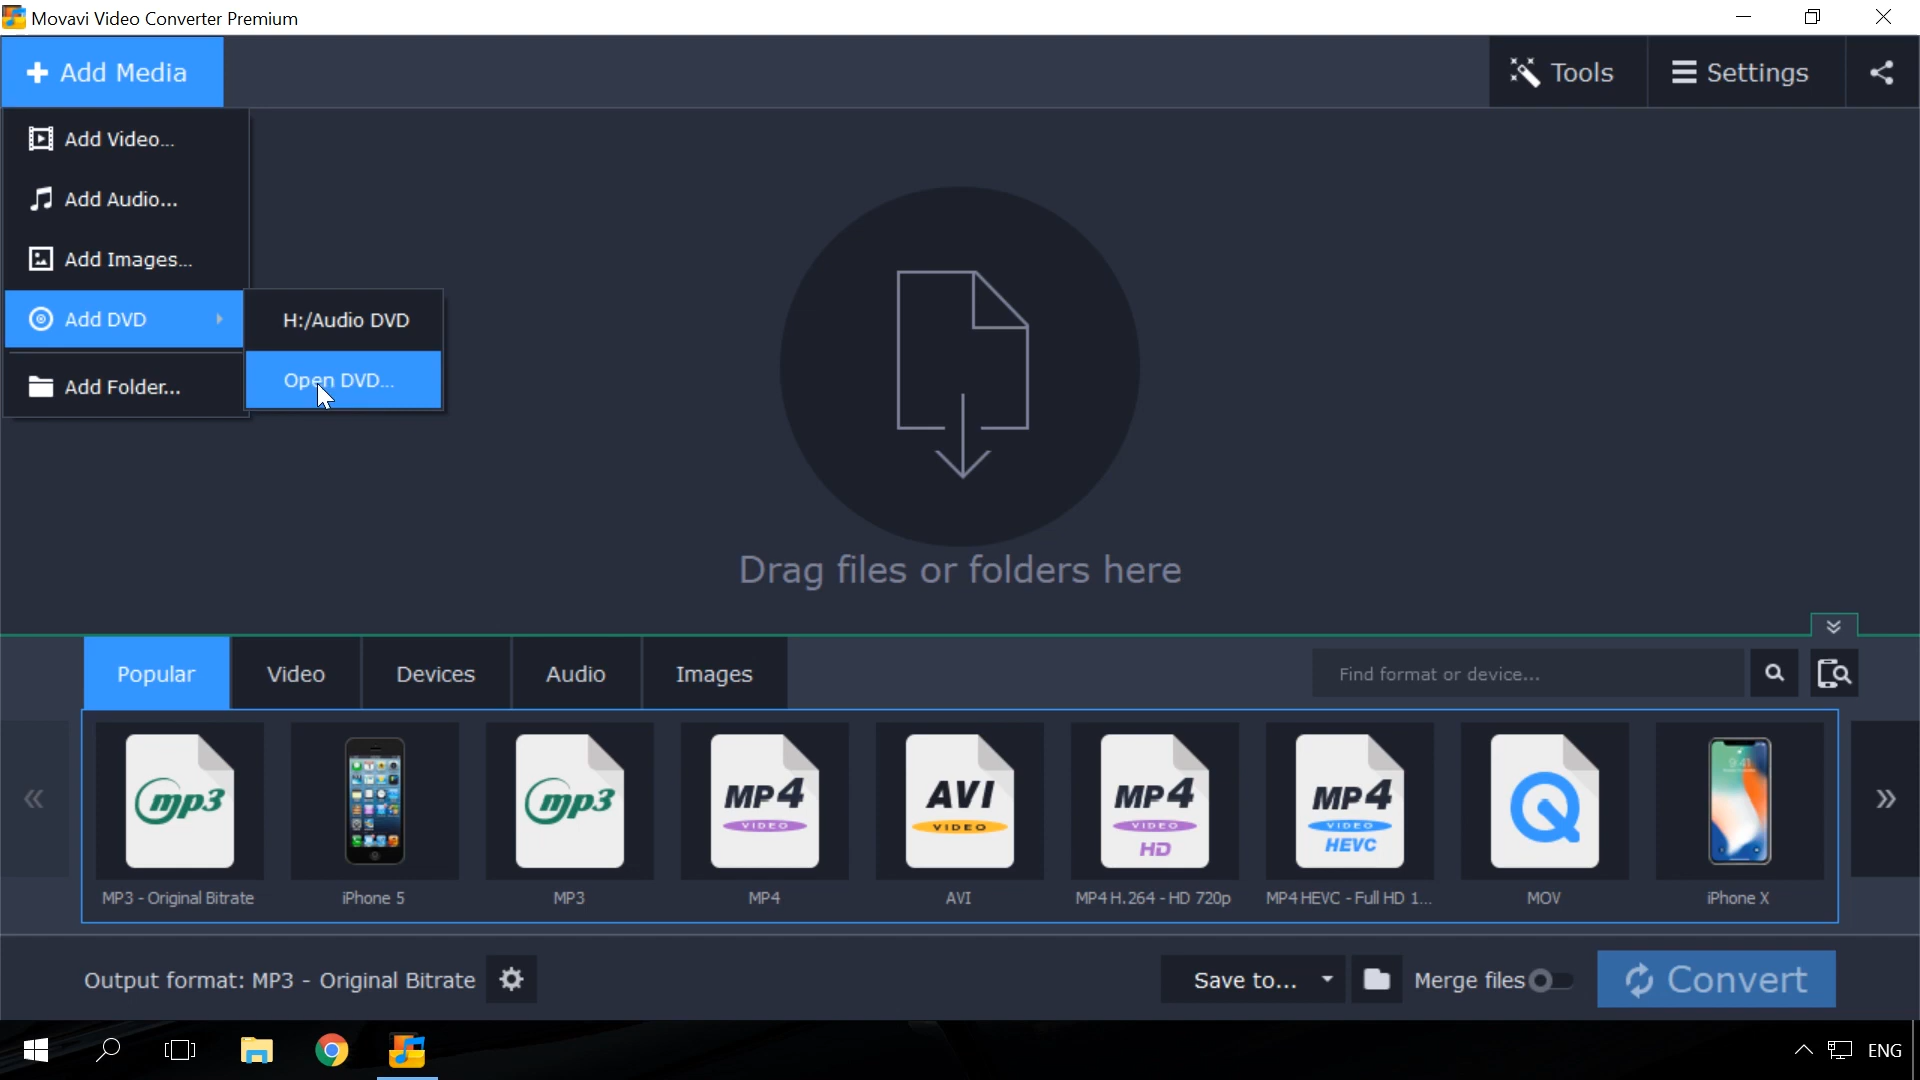 Movavi Video Converter Premium
Add Media
Tools
Settings
Add Video...
Add Audio...
Add Images...
Add DVD
H:/Audio DVD
Open DVD...
Add Folder...
Drag files or folders here
Popular
Video
Devices
Audio
Images
Find format or device...
mp3
mp3
MP4
VIDEO
AVI
VIDEO
MP4
VIDEO
HD
MP4
VIDEO
HEVC
9:41
MP3 - Original Bitrate
iPhone 5
MP3
MP4
AVI
MP4 H.264 - HD 720p
MP4 HEVC - Full HD 1...
MOV
iPhone X
Output format: MP3 - Original Bitrate
Save to...
Merge files
Convert
ENG